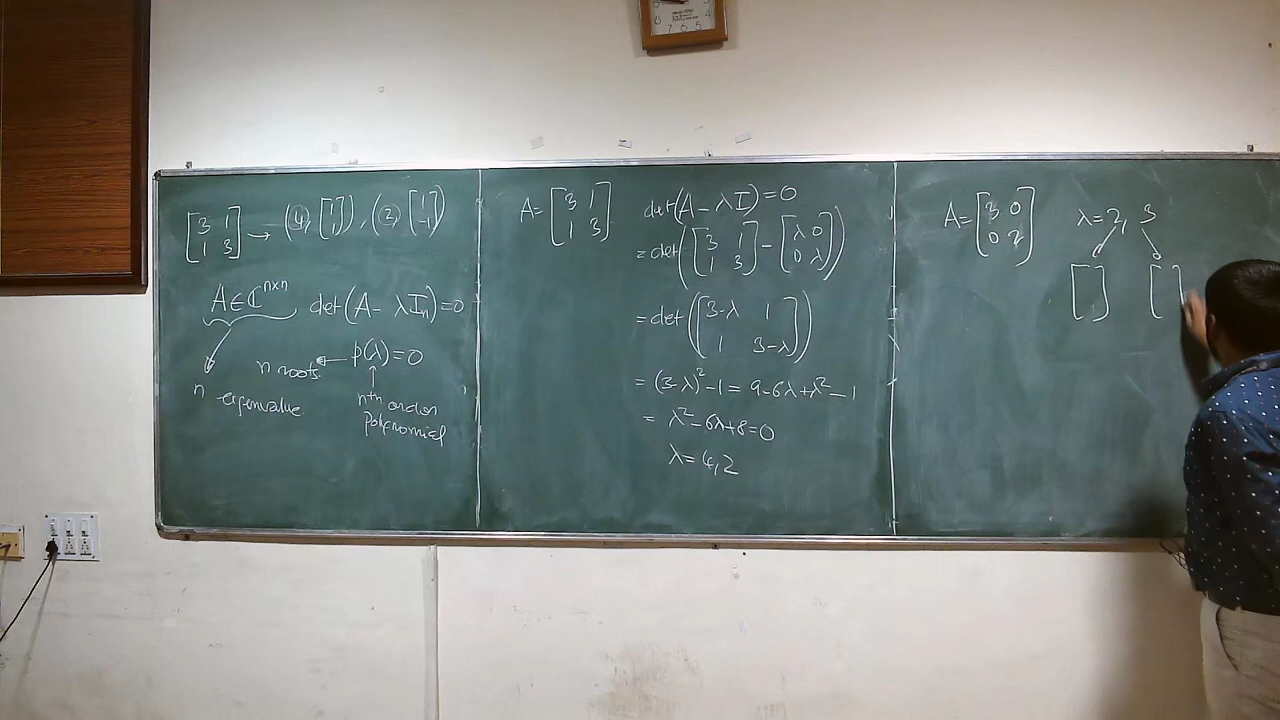 [3 1; 1 3] → (4, [1; 1]), (2, [1; -1])
A ∈ ℂ^{n×n} det(A - λI_n) = 0
n roots ← p(λ) = 0
n eigenvalue
nth order
polynomial
A = [3 1; 1 3] det(A - λI) = 0
= det([3 1; 1 3] - [λ 0; 0 λ])
= det([3-λ 1; 1 3-λ])
= (3-λ)² - 1 = 9 - 6λ + λ² - 1
= λ² - 6λ + 8 = 0
λ = 4, 2
A = [3 0; 0 2] λ = 2, 3
[ ] [ ]